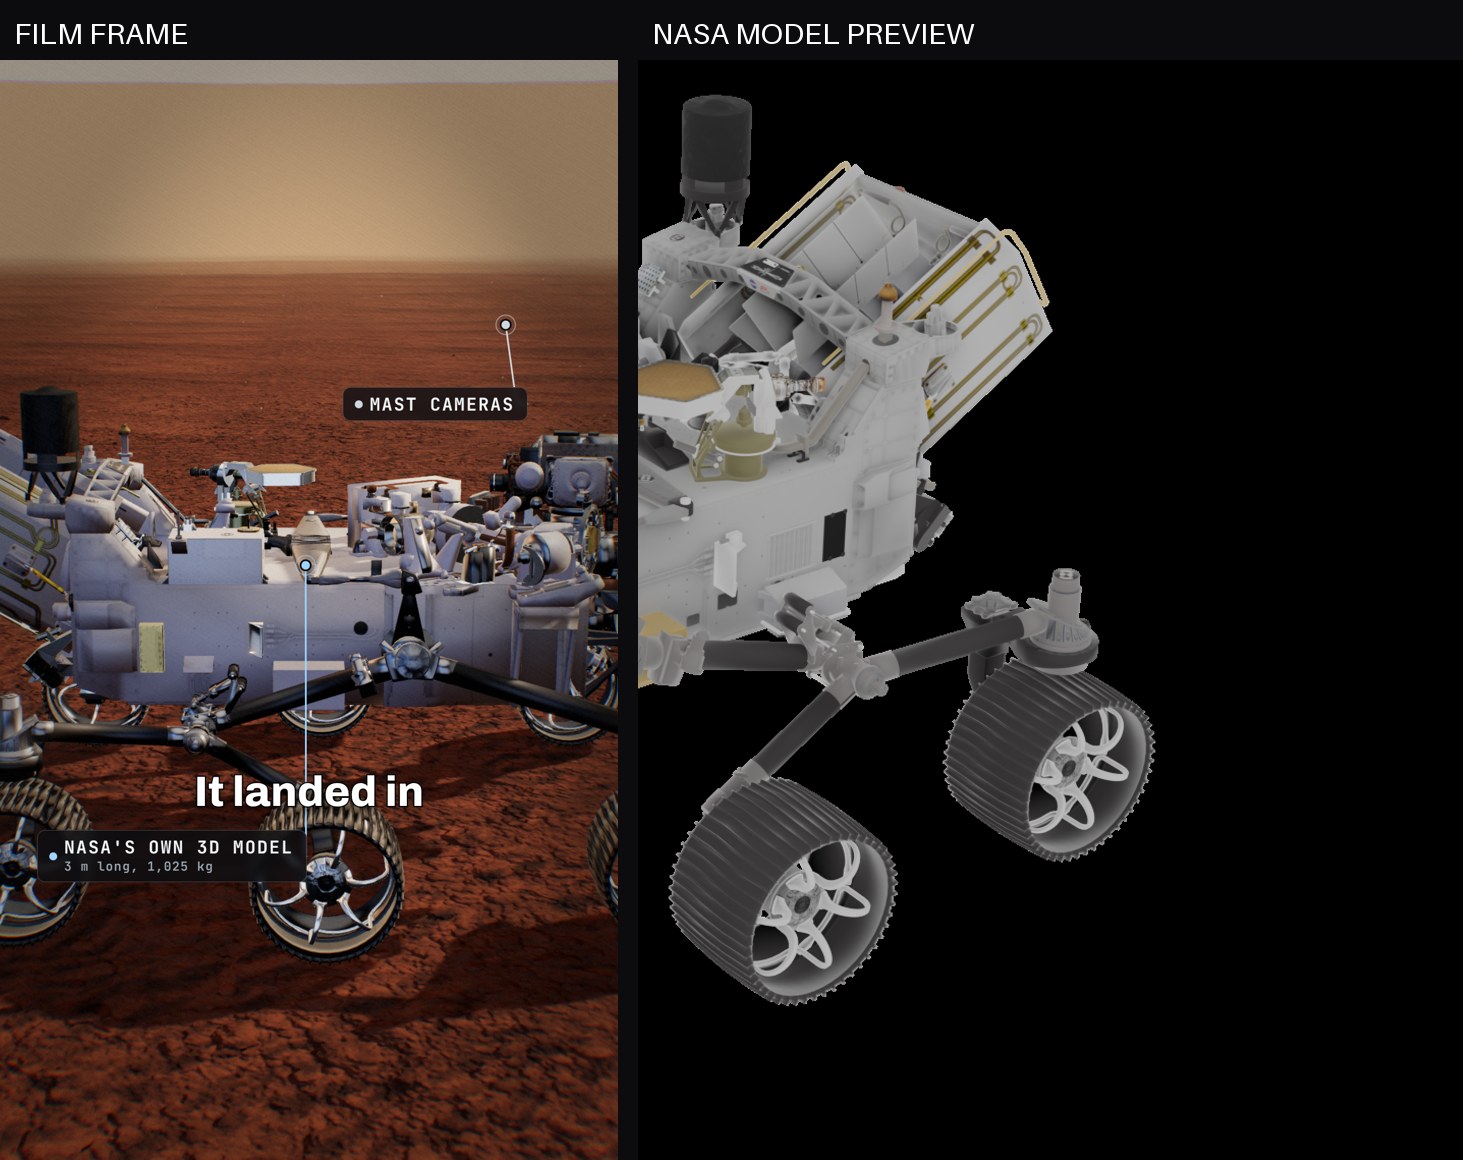 FILM FRAME
NASA MODEL PREVIEW
MAST CAMERAS
It landed in
NASA'S OWN 3D MODEL
3 m long, 1,025 kg